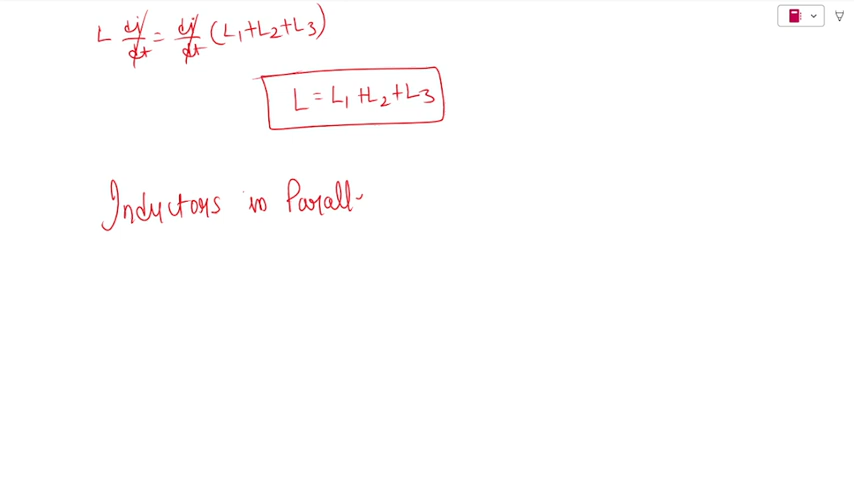 L di/dt = di/dt (L₁+L₂+L₃)
L = L₁+L₂+L₃
Inductors in Parall